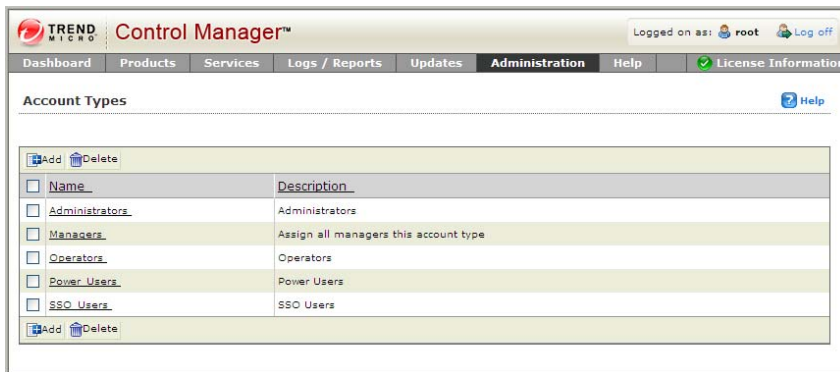 TREND MICRO Control Manager™ Logged on as: root Log off
Dashboard Products Services Logs / Reports Updates Administration Help License Informatio
Account Types Help
Add Delete
Name Description
Administrators Administrators
Managers Assign all managers this account type
Operators Operators
Power Users Power Users
SSO Users SSO Users
Add Delete